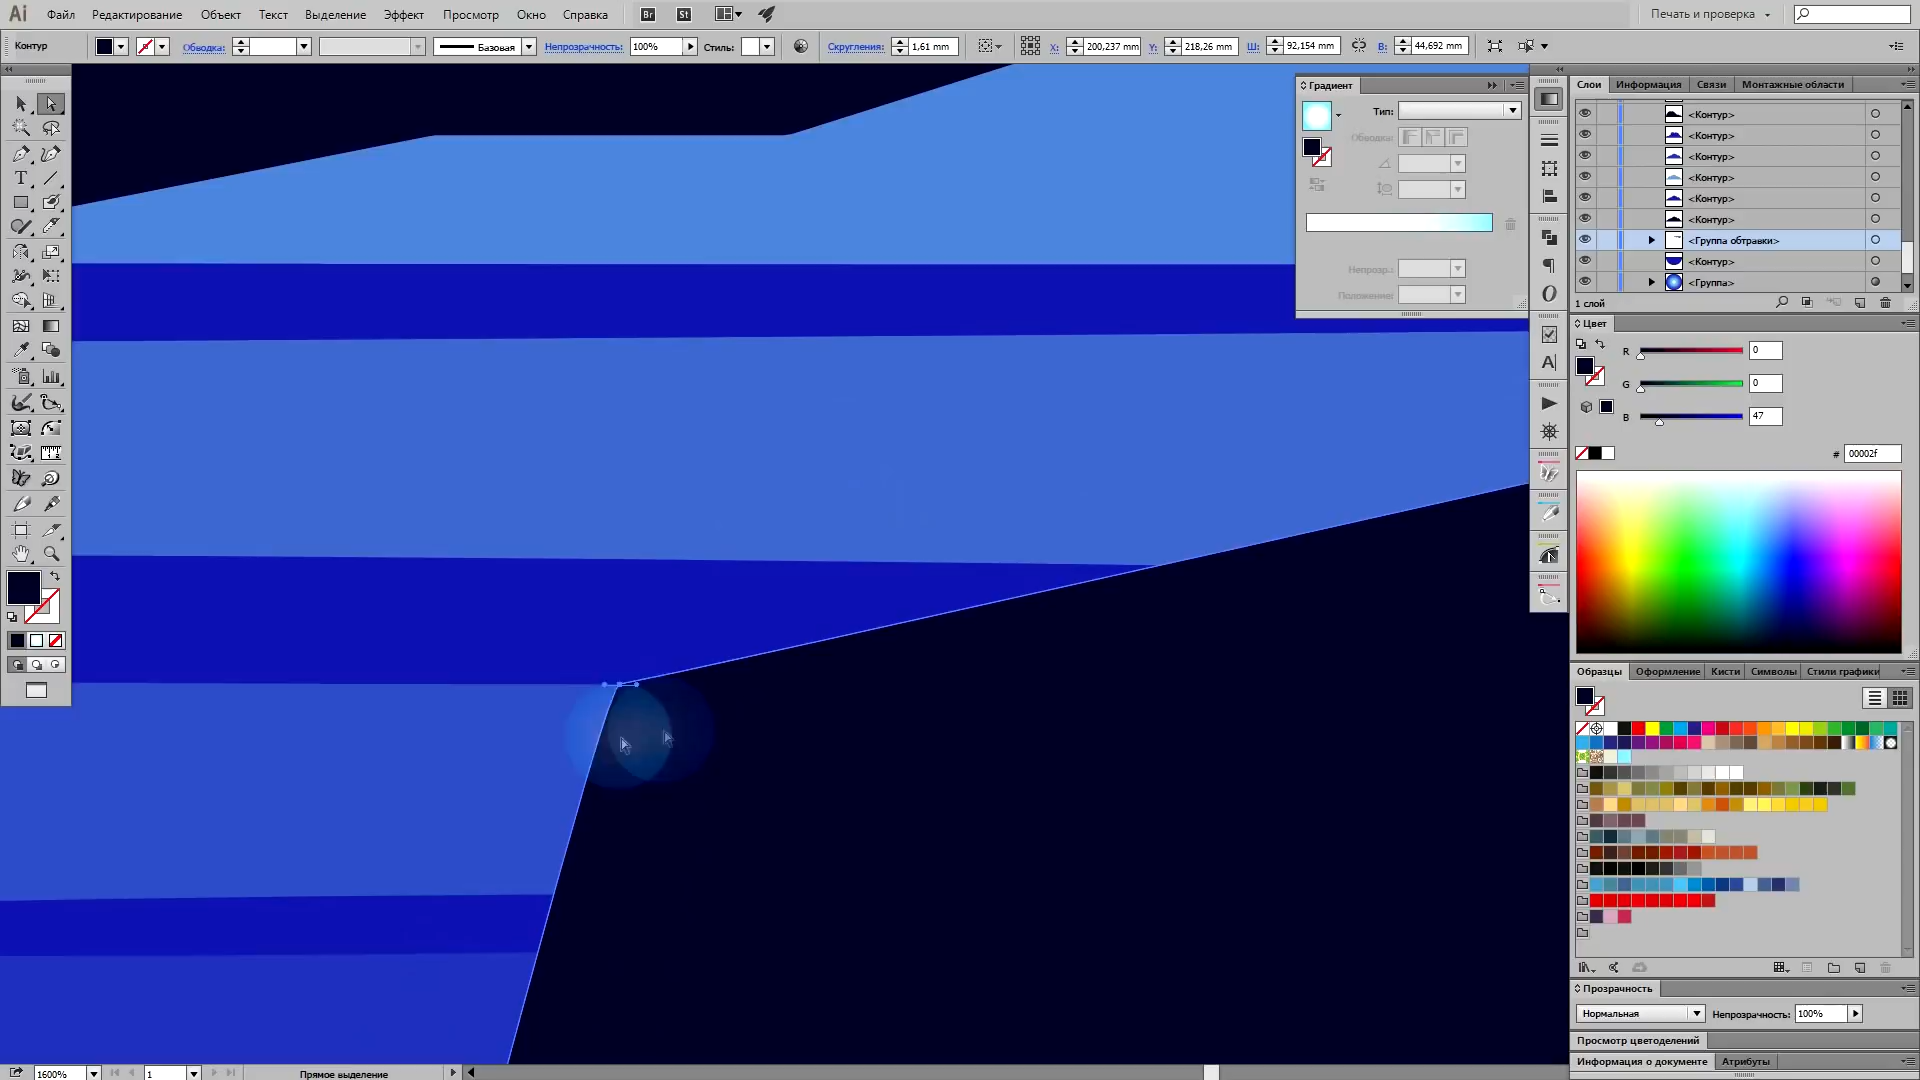 Ai Файл Редактирование Объект Текст Выделение Эффект Просмотр Окно Справка Br St Печать и проверка
Контур Обводка: Базовая Непрозрачность: 100% Стиль: Скругления: 1,61 mm X: 200,237 mm Y: 218,26 mm Ш: 92,154 mm В: 44,692 mm
Градиент
Тип:
Обводка:
Непрозр.:
Положение:
Слои Информация Связи Монтажные области
<Контур>
<Контур>
<Контур>
<Контур>
<Контур>
<Контур>
<Группа обтравки>
<Контур>
<Группа>
1 слой
Цвет
R 0
G 0
B 47
# 00002f
Образцы Оформление Кисти Символы Стили графики
Прозрачность
Нормальная Непрозрачность: 100%
Просмотр цветоделений
Информация о документе Атрибуты
1600% 1 Прямое выделение